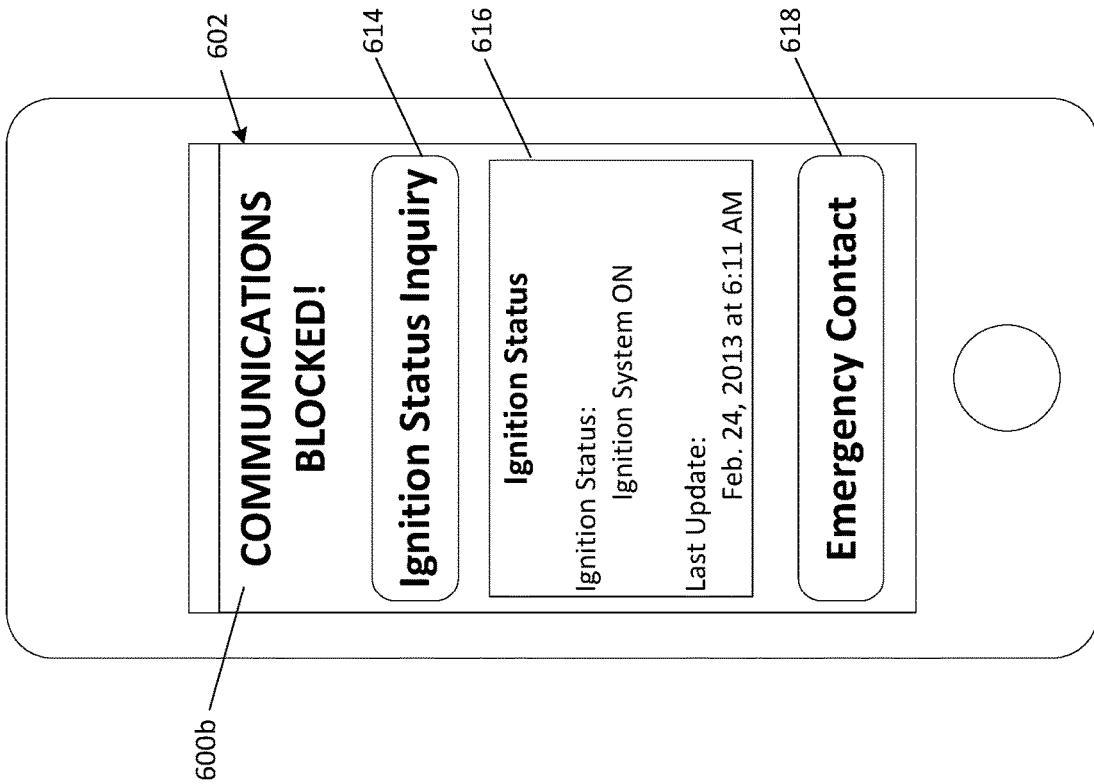 600b
602
COMMUNICATIONS
BLOCKED!
614
Ignition Status Inquiry
616
Ignition Status
Ignition Status:
Ignition System ON
Last Update:
Feb. 24, 2013 at 6:11 AM
618
Emergency Contact